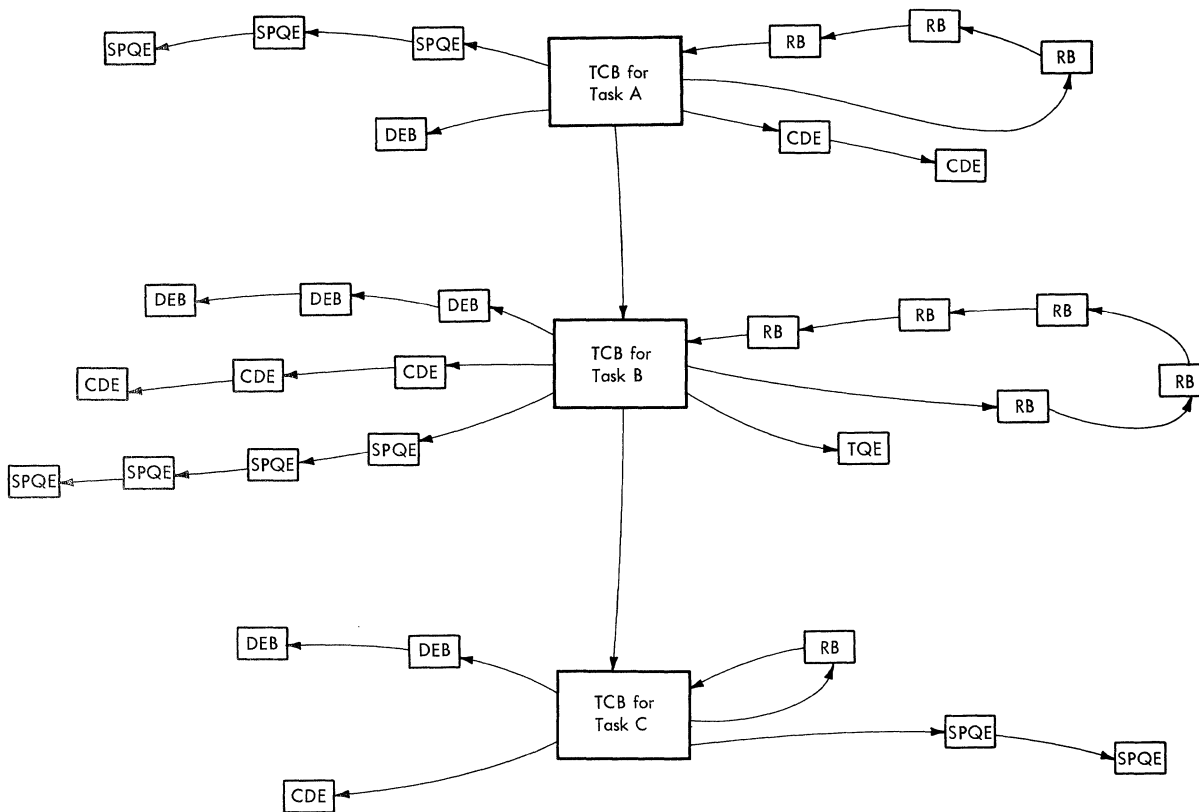 SPQE
SPQE
SPQE
TCB for
Task A
RB
RB
RB
DEB
CDE
CDE
DEB
DEB
DEB
TCB for
Task B
RB
RB
RB
RB
RB
CDE
CDE
CDE
TQE
SPQE
SPQE
SPQE
SPQE
DEB
DEB
TCB for
Task C
RB
SPQE
SPQE
CDE